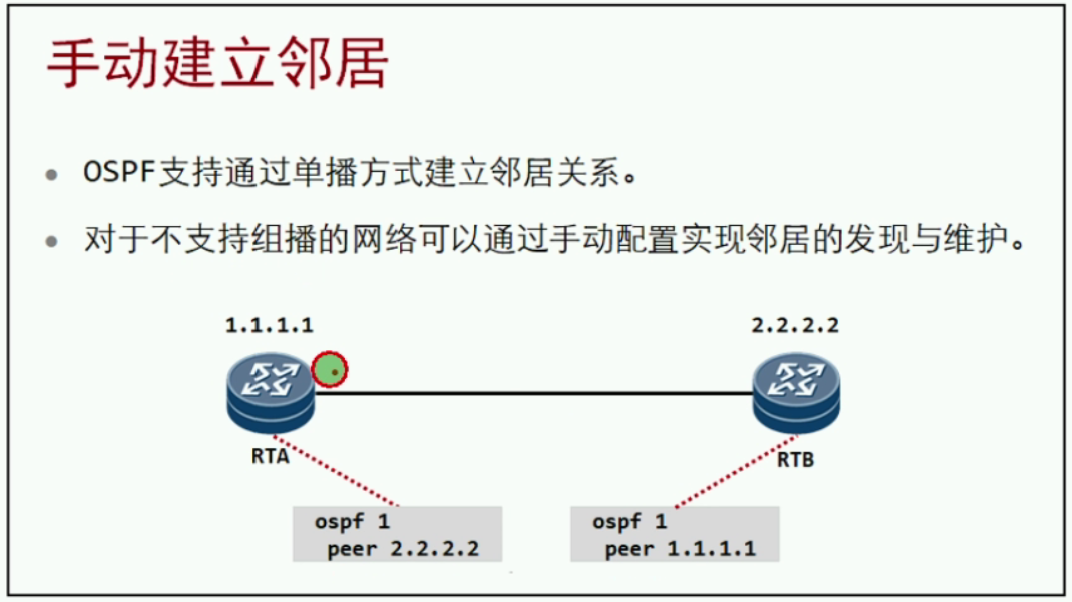 手动建立邻居
OSPF支持通过单播方式建立邻居关系。
对于不支持组播的网络可以通过手动配置实现邻居的发现与维护。
1.1.1.1
2.2.2.2
RTA
RTB
ospf 1
peer 2.2.2.2
ospf 1
peer 1.1.1.1